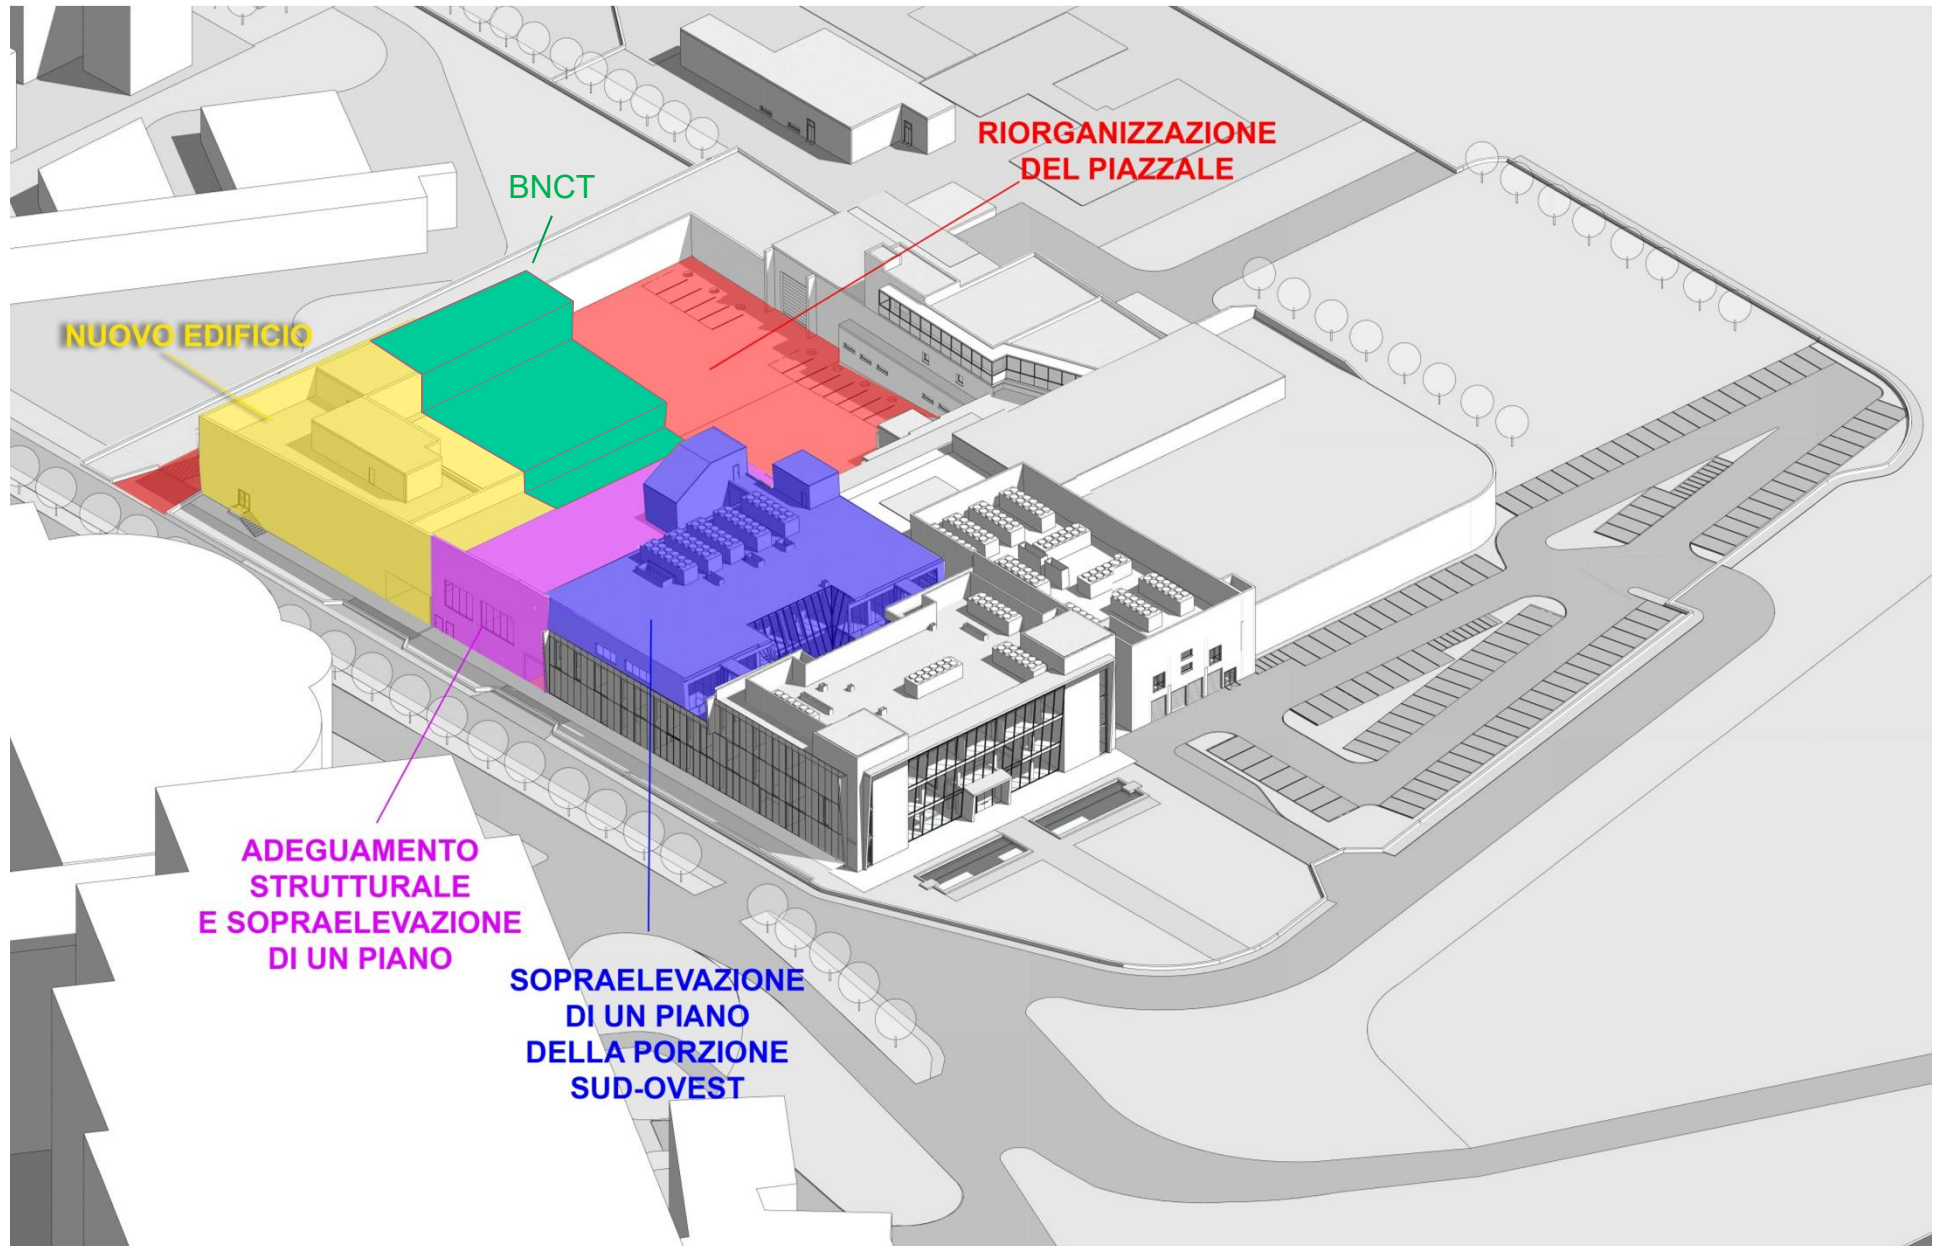 RIORGANIZZAZIONE
DEL PIAZZALE
BNCT
NUOVO EDIFICIO
ADEGUAMENTO
STRUTTURALE
E SOPRAELEVAZIONE
DI UN PIANO
SOPRAELEVAZIONE
DI UN PIANO
DELLA PORZIONE
SUD-OVEST